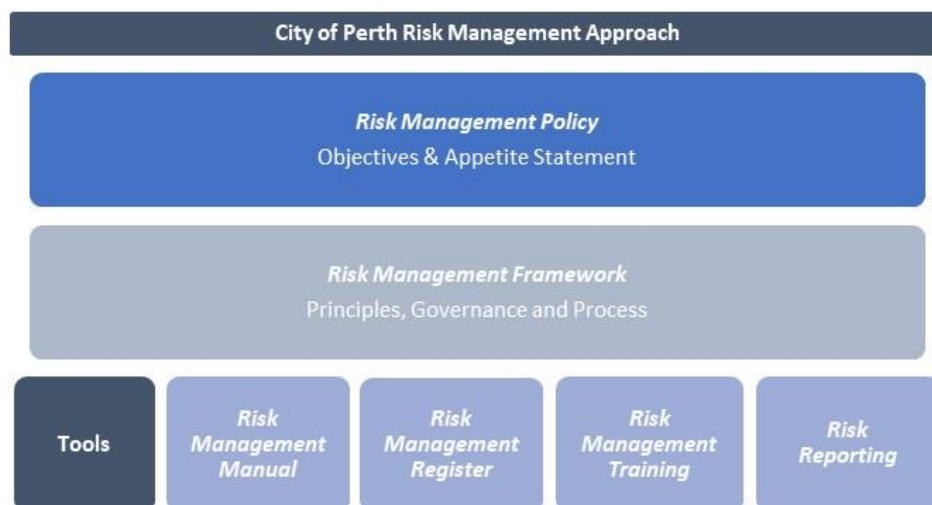 City of Perth Risk Management Approach
Risk Management Policy
Objectives & Appetite Statement
Risk Management Framework
Principles, Governance and Process
Tools
Risk
Management
Manual
Risk
Management
Register
Risk
Management
Training
Risk
Reporting